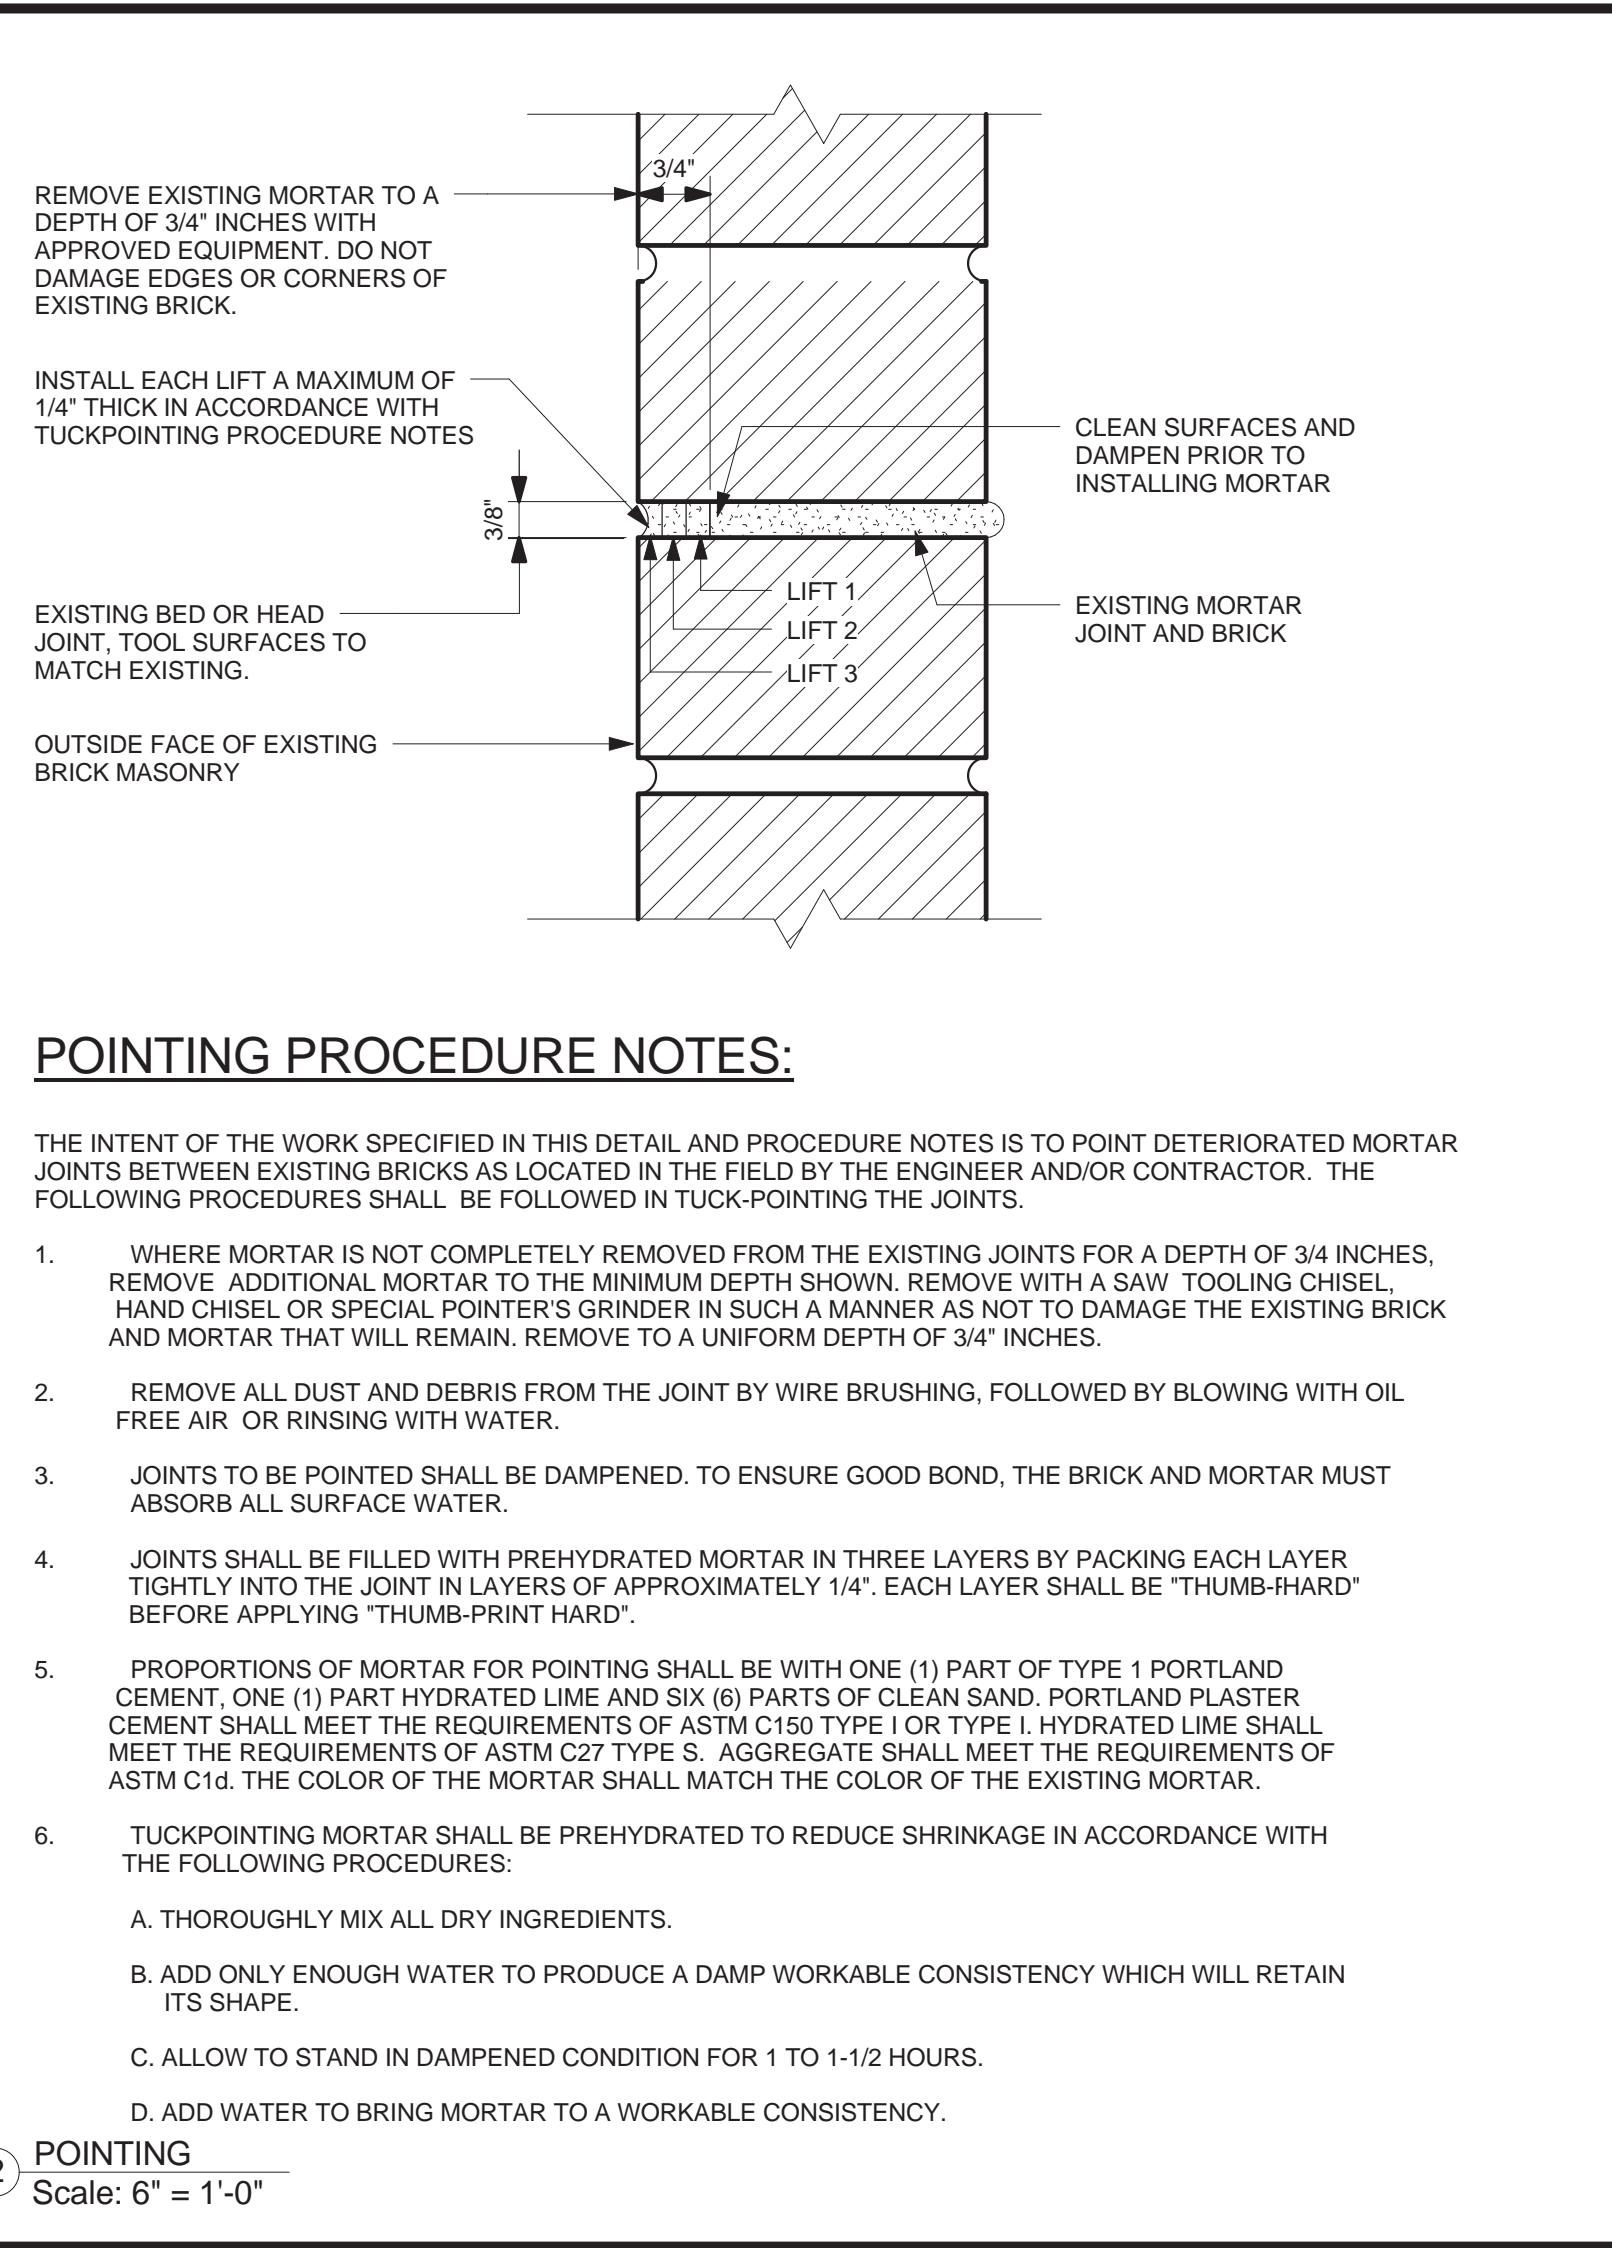 3/4"
REMOVE EXISTING MORTAR TO A
DEPTH OF 3/4" INCHES WITH
APPROVED EQUIPMENT. DO NOT
DAMAGE EDGES OR CORNERS OF
EXISTING BRICK.
INSTALL EACH LIFT A MAXIMUM OF
1/4" THICK IN ACCORDANCE WITH
TUCKPOINTING PROCEDURE NOTES
CLEAN SURFACES AND
DAMPEN PRIOR TO
INSTALLING MORTAR
3/8"
LIFT 1
LIFT 2
LIFT 3
EXISTING BED OR HEAD
JOINT, TOOL SURFACES TO
MATCH EXISTING.
EXISTING MORTAR
JOINT AND BRICK
OUTSIDE FACE OF EXISTING
BRICK MASONRY
POINTING PROCEDURE NOTES:
THE INTENT OF THE WORK SPECIFIED IN THIS DETAIL AND PROCEDURE NOTES IS TO POINT DETERIORATED MORTAR
JOINTS BETWEEN EXISTING BRICKS AS LOCATED IN THE FIELD BY THE ENGINEER AND/OR CONTRACTOR. THE
FOLLOWING PROCEDURES SHALL BE FOLLOWED IN TUCK-POINTING THE JOINTS.
1. WHERE MORTAR IS NOT COMPLETELY REMOVED FROM THE EXISTING JOINTS FOR A DEPTH OF 3/4 INCHES,
REMOVE ADDITIONAL MORTAR TO THE MINIMUM DEPTH SHOWN. REMOVE WITH A SAW TOOLING CHISEL,
HAND CHISEL OR SPECIAL POINTER'S GRINDER IN SUCH A MANNER AS NOT TO DAMAGE THE EXISTING BRICK
AND MORTAR THAT WILL REMAIN. REMOVE TO A UNIFORM DEPTH OF 3/4" INCHES.
2. REMOVE ALL DUST AND DEBRIS FROM THE JOINT BY WIRE BRUSHING, FOLLOWED BY BLOWING WITH OIL
FREE AIR OR RINSING WITH WATER.
3. JOINTS TO BE POINTED SHALL BE DAMPENED. TO ENSURE GOOD BOND, THE BRICK AND MORTAR MUST
ABSORB ALL SURFACE WATER.
4. JOINTS SHALL BE FILLED WITH PREHYDRATED MORTAR IN THREE LAYERS BY PACKING EACH LAYER
TIGHTLY INTO THE JOINT IN LAYERS OF APPROXIMATELY 1/4". EACH LAYER SHALL BE
BEFORE APPLYING "THUMB-PRINT HARD".
5. PROPORTIONS OF MORTAR FOR POINTING SHALL BE WITH ONE (1) PART OF TYPE 1 PORTLAND
CEMENT, ONE (1) PART HYDRATED LIME AND SIX (6) PARTS OF CLEAN SAND. PORTLAND PLASTER
CEMENT SHALL MEET THE REQUIREMENTS OF ASTM C150 TYPE I OR TYPE I. HYDRATED LIME SHALL
MEET THE REQUIREMENTS OF ASTM C27 TYPE S. AGGREGATE SHALL MEET THE REQUIREMENTS OF
ASTM C1d. THE COLOR OF THE MORTAR SHALL MATCH THE COLOR OF THE EXISTING MORTAR.
6. TUCKPOINTING MORTAR SHALL BE PREHYDRATED TO REDUCE SHRINKAGE IN ACCORDANCE WITH
THE FOLLOWING PROCEDURES:
A. THOROUGHLY MIX ALL DRY INGREDIENTS.
B. ADD ONLY ENOUGH WATER TO PRODUCE A DAMP WORKABLE CONSISTENCY WHICH WILL RETAIN
ITS SHAPE.
C. ALLOW TO STAND IN DAMPENED CONDITION FOR 1 TO 1-1/2 HOURS.
D. ADD WATER TO BRING MORTAR TO A WORKABLE CONSISTENCY.
POINTING
Scale: 6" = 1'-0"